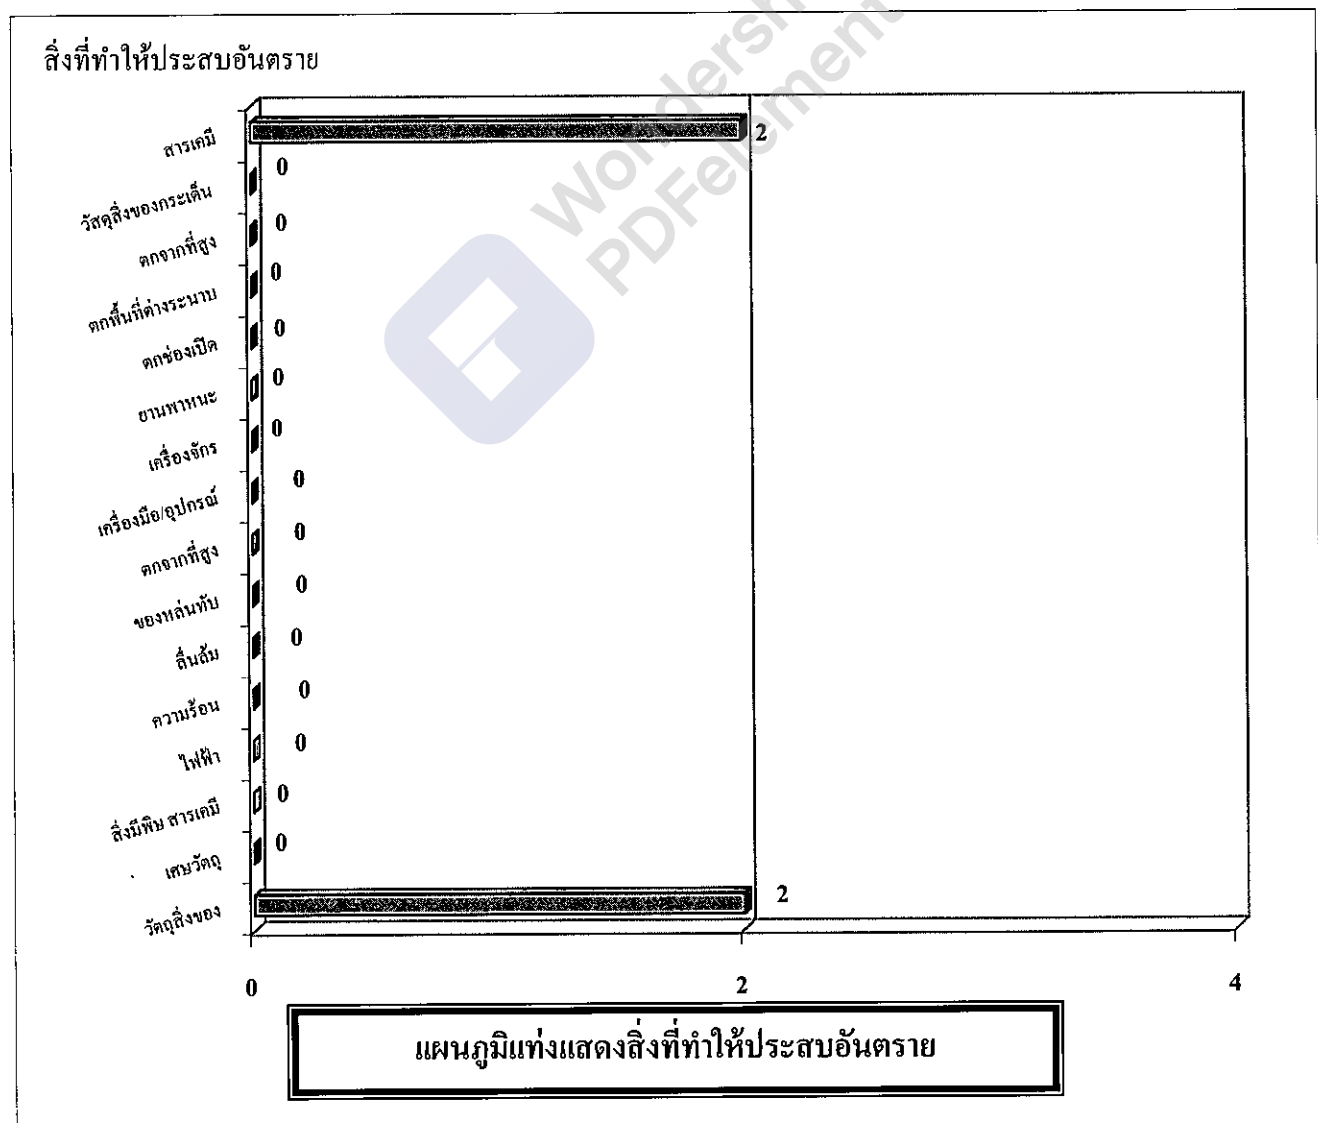 สิ่งที่ทำให้ประสบอันตราย
สารเคมี 2
วัสดุสิ่งของกระเด็น 0
ตกจากที่สูง 0
ตกพื้นที่ต่างระนาบ 0
ตกช่องเปิด 0
ยานพาหนะ 0
เครื่องจักร 0
เครื่องมือ/อุปกรณ์ 0
ตกจากที่สูง 0
ของหล่นทับ 0
ลื่นล้ม 0
ความร้อน 0
ไฟฟ้า 0
สิ่งมีพิษ สารเคมี 0
เศษวัตถุ 0
วัตถุสิ่งของ 2
0 2 4
แผนภูมิแท่งแสดงสิ่งที่ทำให้ประสบอันตราย
PDFelement